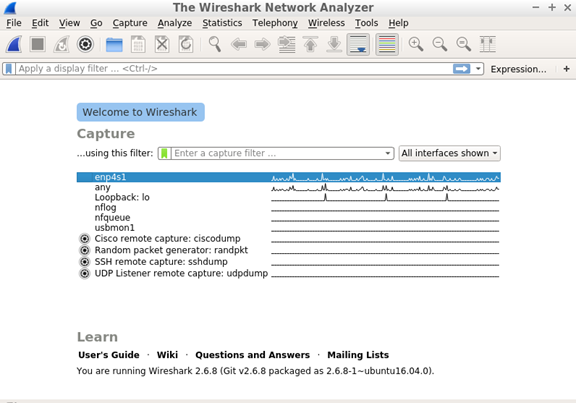 The Wireshark Network Analyzer
File Edit View Go Capture Analyze Statistics Telephony Wireless Tools Help
Apply a display filter ... <Ctrl-/> Expression... +
Welcome to Wireshark
Capture
...using this filter: Enter a capture filter ... All interfaces shown
enp4s1
any
Loopback: lo
nflog
nfqueue
usbmon1
Cisco remote capture: ciscodump
Random packet generator: randpkt
SSH remote capture: sshdump
UDP Listener remote capture: udpdump
Learn
User's Guide · Wiki · Questions and Answers · Mailing Lists
You are running Wireshark 2.6.8 (Git v2.6.8 packaged as 2.6.8-1~ubuntu16.04.0).